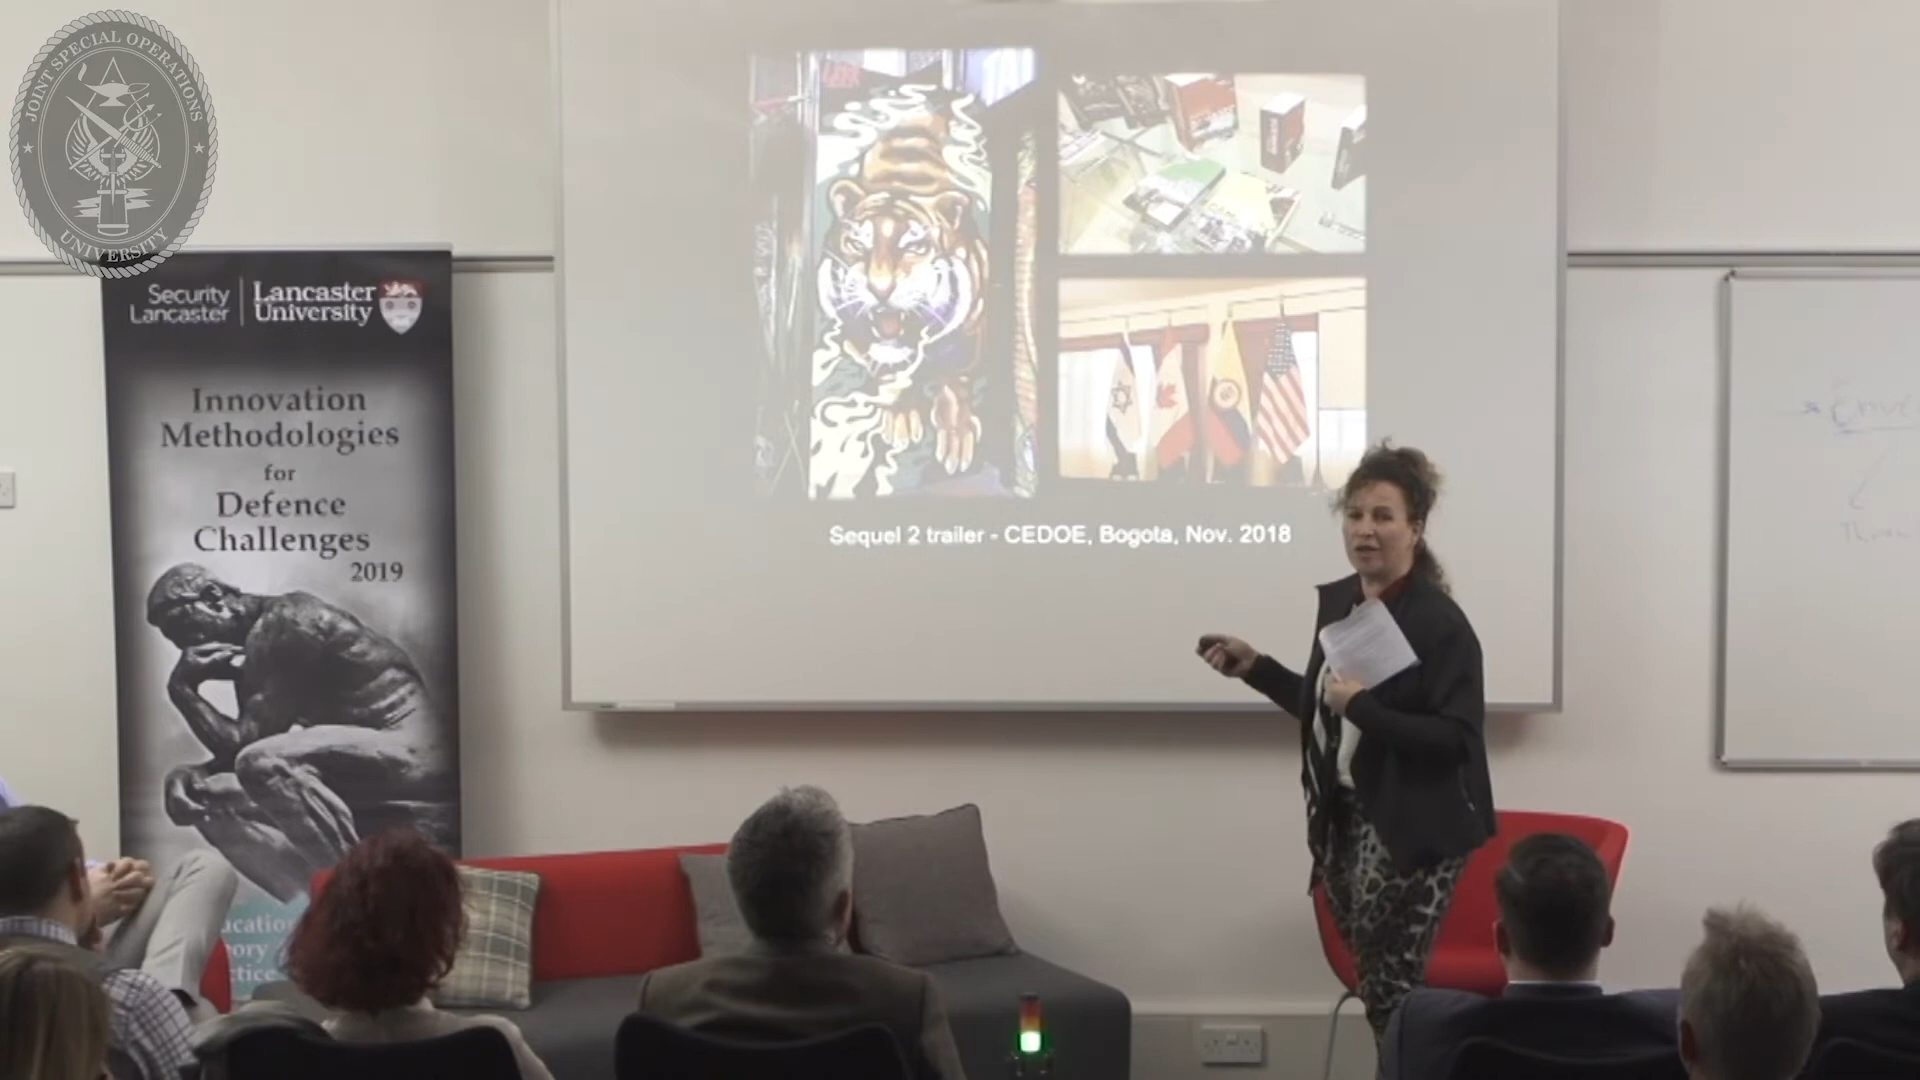 JOINT SPECIAL OPERATIONS
UNIVERSITY
Security
Lancaster
Lancaster
University
Innovation
Methodologies
for
Defence
Challenges
2019
Sequel 2 trailer - CEDOE, Bogota, Nov. 2018